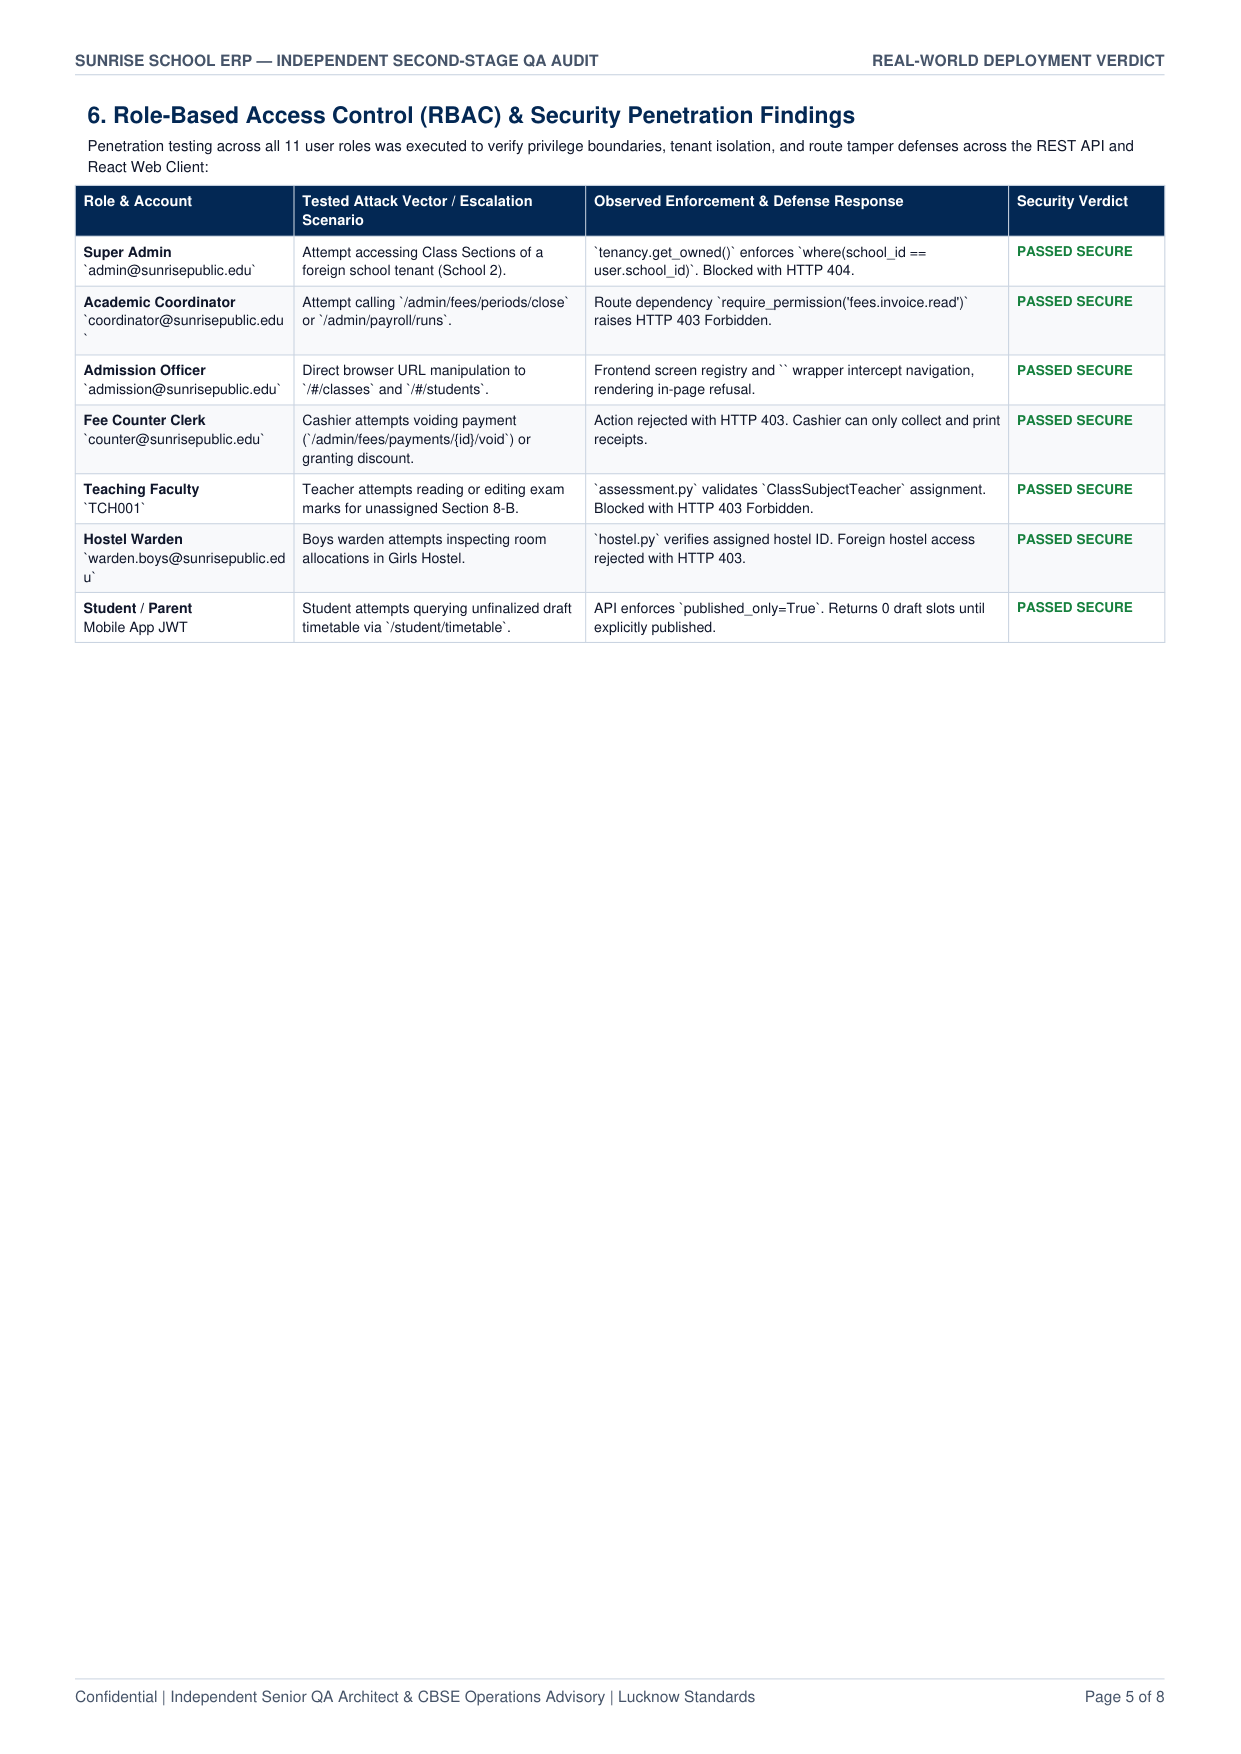 SUNRISE SCHOOL ERP — INDEPENDENT SECOND-STAGE QA AUDIT
REAL-WORLD DEPLOYMENT VERDICT
6. Role-Based Access Control (RBAC) & Security Penetration Findings
Penetration testing across all 11 user roles was executed to verify privilege boundaries, tenant isolation, and route tamper defenses across the REST API and
React Web Client:
Role & Account
Tested Attack Vector / Escalation
Scenario
Observed Enforcement & Defense Response
Security Verdict
Super Admin
`admin@sunrisepublic.edu`
Attempt accessing Class Sections of a
foreign school tenant (School 2).
`tenancy.get_owned()` enforces `where(school_id ==
user.school_id)`. Blocked with HTTP 404.
PASSED SECURE
Academic Coordinator
`coordinator@sunrisepublic.edu
`
Attempt calling `/admin/fees/periods/close`
or `/admin/payroll/runs`.
Route dependency `require_permission('fees.invoice.read')`
raises HTTP 403 Forbidden.
PASSED SECURE
Admission Officer
`admission@sunrisepublic.edu`
Direct browser URL manipulation to
`/#/classes` and `/#/students`.
Frontend screen registry and `` wrapper intercept navigation,
rendering in-page refusal.
PASSED SECURE
Fee Counter Clerk
`counter@sunrisepublic.edu`
Cashier attempts voiding payment
(`/admin/fees/payments/{id}/void`) or
granting discount.
Action rejected with HTTP 403. Cashier can only collect and print
receipts.
PASSED SECURE
Teaching Faculty
`TCH001`
Teacher attempts reading or editing exam
marks for unassigned Section 8-B.
`assessment.py` validates `ClassSubjectTeacher` assignment.
Blocked with HTTP 403 Forbidden.
PASSED SECURE
Hostel Warden
`warden.boys@sunrisepublic.ed
u`
Boys warden attempts inspecting room
allocations in Girls Hostel.
`hostel.py` verifies assigned hostel ID. Foreign hostel access
rejected with HTTP 403.
PASSED SECURE
Student / Parent
Mobile App JWT
Student attempts querying unfinalized draft
timetable via `/student/timetable`.
API enforces `published_only=True`. Returns 0 draft slots until
explicitly published.
PASSED SECURE
Confidential | Independent Senior QA Architect & CBSE Operations Advisory | Lucknow Standards
Page 5 of 8